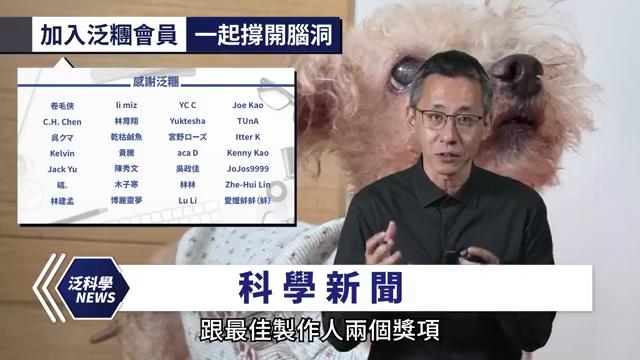 加入泛糰會員 一起撐開腦洞
感謝泛糰
卷毛俠 li miz YC C Joe Kao
C.H. Chen 林育翔 Yuktesha TUnA
吳クマ 乾枯鹹魚 宮野ローズ Itter K
Kelvin 黃騰 aca D Kenny Kao
Jack Yu 陳秀文 吳政佳 JoJos9999
嶠. 木子寒 林林 Zhe-Hui Lin
林建孟 博麗靈夢 Lu Li 愛媛蚌蚌(蚌)
泛科學
NEWS
科學新聞
跟最佳製作人兩個獎項